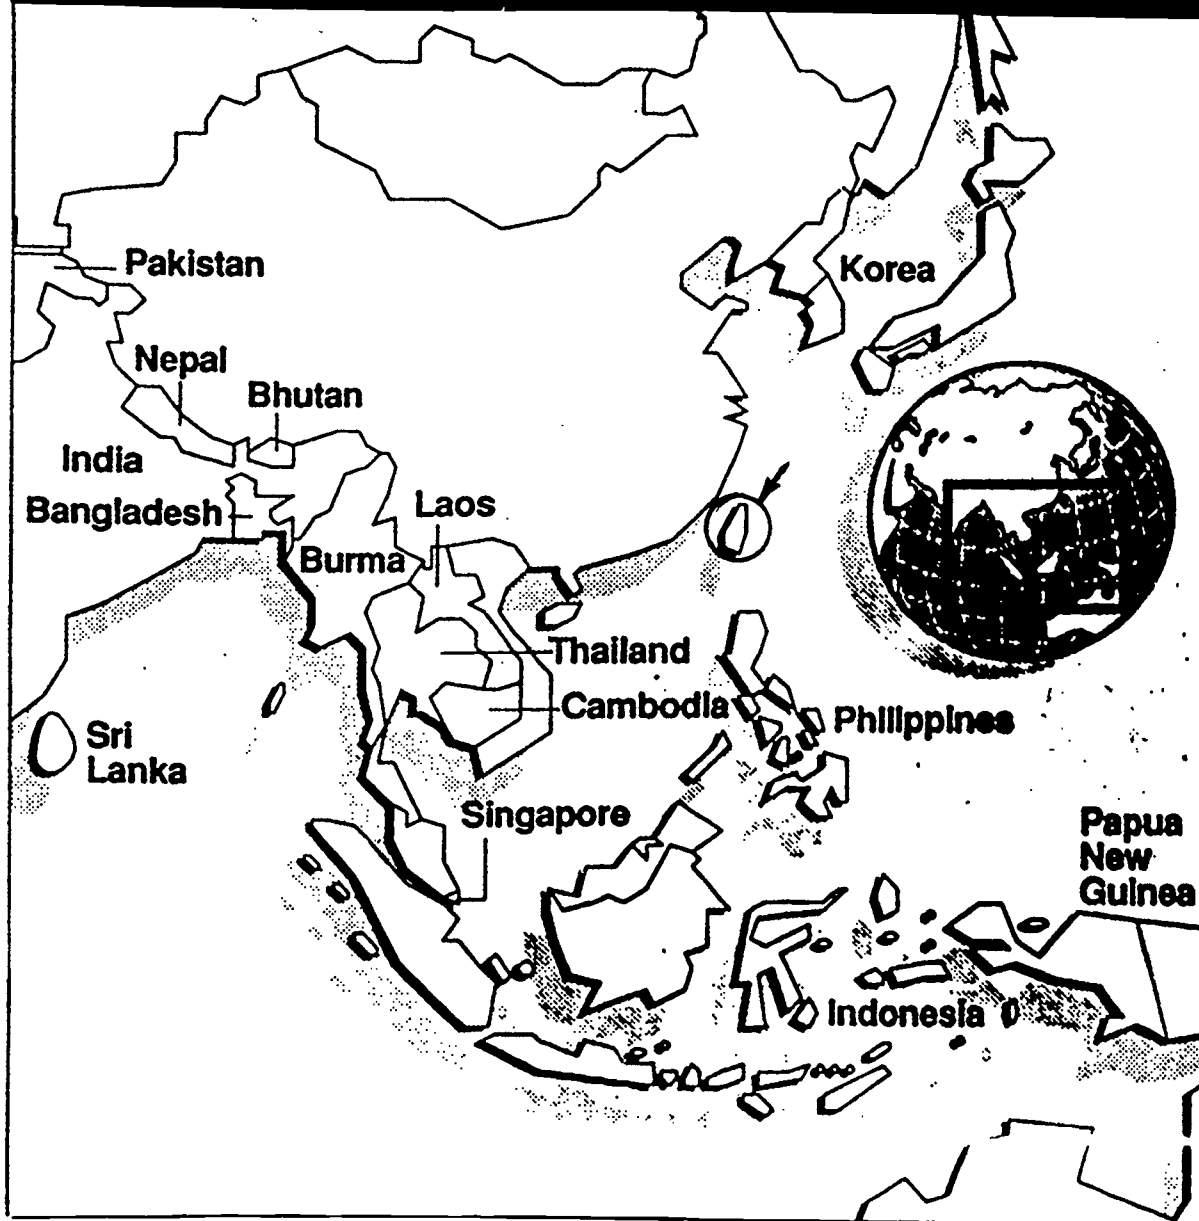 Pakistan
Korea
Nepal
Bhutan
India
Bangladesh
Laos
Burma
Thailand
Cambodia
Philippines
Sri
Lanka
Singapore
Papua
New
Guinea
Indonesia